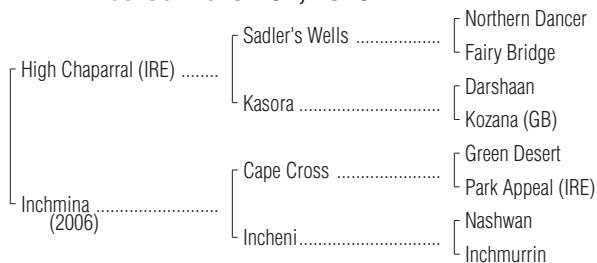 Northern Dancer
Sadler's Wells ..................
Fairy Bridge
High Chaparral (IRE) ........
Darshaan
Kasora ..............................
Kozana (GB)
Green Desert
Cape Cross ......................
Park Appeal (IRE)
Inchmina ..........................
(2006)
Nashwan
Incheni..............................
Inchmurrin